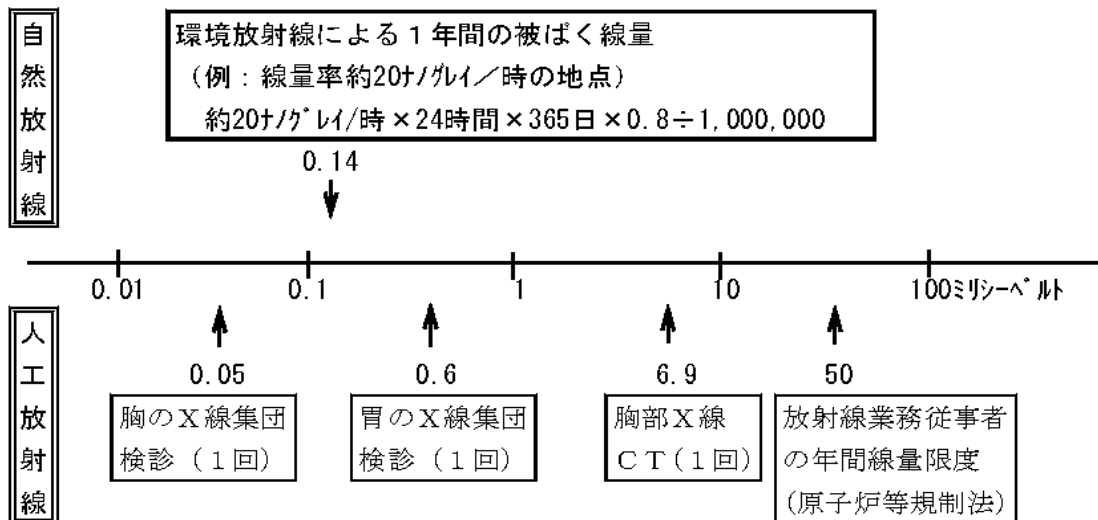 自然放射線
環境放射線による１年間の被ばく線量
（例：線量率約20ﾅﾉｸﾞﾚｲ／時の地点）
約20ﾅﾉｸﾞﾚｲ/時×24時間×365日×0.8÷1,000,000
0.14
0.01 0.1 1 10 100ﾐﾘｼｰﾍﾞﾙﾄ
人工放射線
0.05
胸のＸ線集団
検診（１回）
0.6
胃のＸ線集団
検診（１回）
6.9
胸部Ｘ線
ＣＴ(１回)
50
放射線業務従事者
の年間線量限度
(原子炉等規制法)